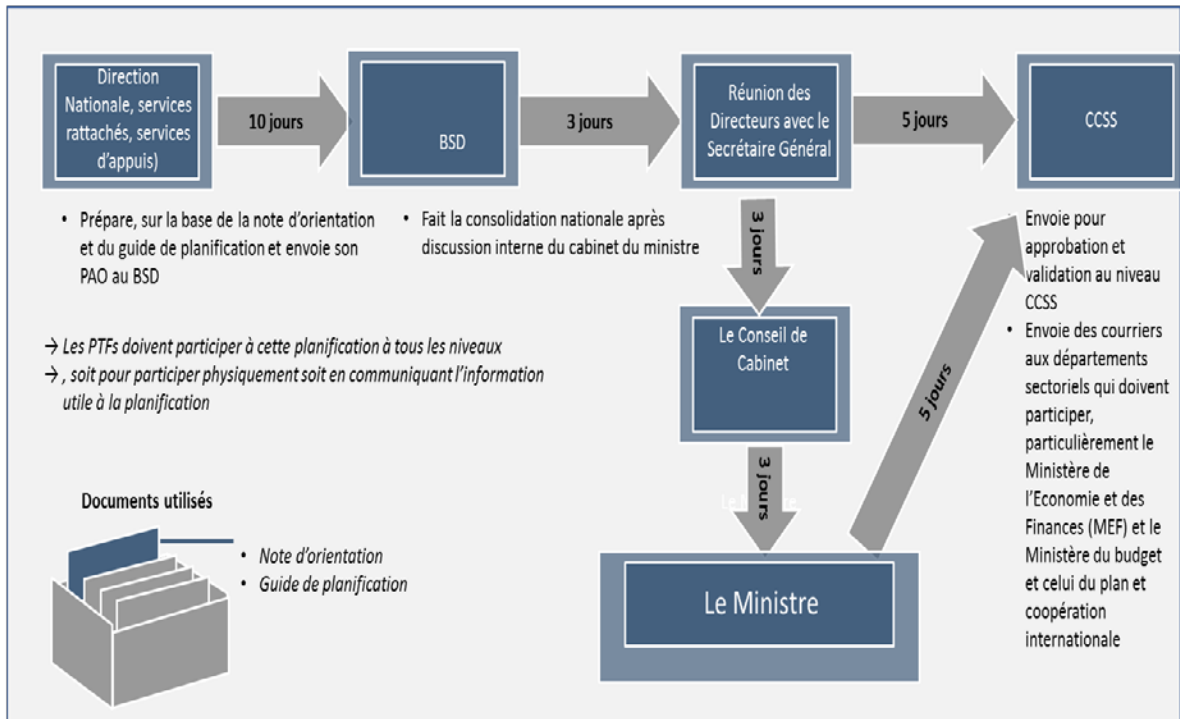 Direction
Nationale, services
rattachés, services
d’appuis)
10 jours
BSD
3 jours
Réunion des
Directeurs avec le
Secrétaire Général
5 jours
CCSS
• Prépare, sur la base de la note d’orientation
et du guide de planification et envoie son
PAO au BSD
• Fait la consolidation nationale après
discussion interne du cabinet du ministre
3 jours
• Envoie pour
approbation et
validation au niveau
CCSS
• Envoie des courriers
aux départements
sectoriels qui doivent
participer,
particulièrement le
Ministère de
l’Economie et des
Finances (MEF) et le
Ministère du budget
et celui du plan et
coopération
internationale
→ Les PTFs doivent participer à cette planification à tous les niveaux
→ , soit pour participer physiquement soit en communiquant l’information
utile à la planification
Le Conseil de
Cabinet
5 jours
3 jours
Documents utilisés
• Note d’orientation
• Guide de planification
Le Ministre